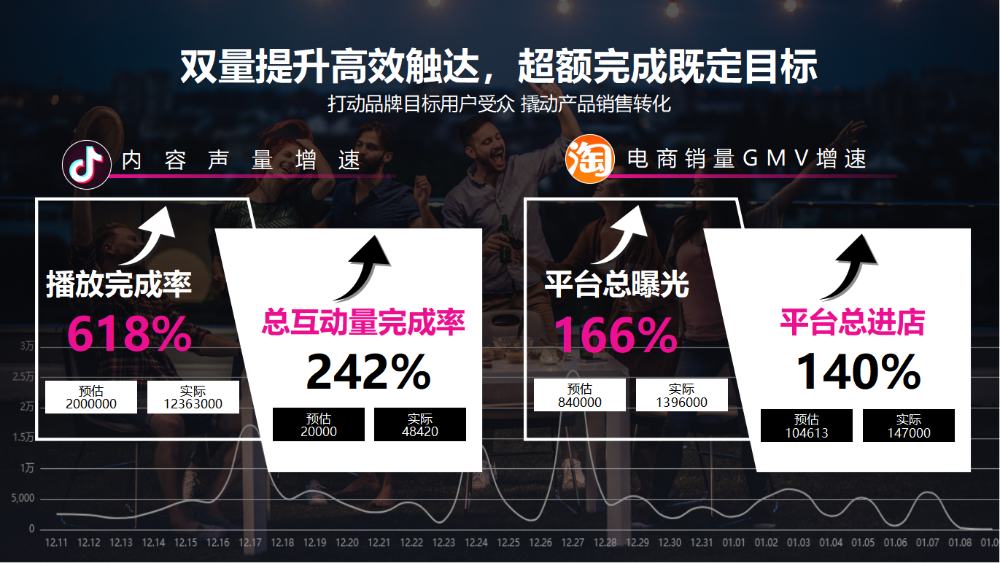 双量提升高效触达，超额完成既定目标
打动品牌目标用户受众 撬动产品销售转化
内容声量增速
淘
电商销量GMV增速
播放完成率
618%
预估
2000000
实际
12363000
总互动量完成率
242%
预估
20000
实际
48420
平台总曝光
166%
预估
840000
实际
1396000
平台总进店
140%
预估
104613
实际
147000
3万
2.5万
2万
1.5万
1万
5,000
0
12.11 12.12 12.13 12.14 12.15 12.16 12.17 12.18 12.19 12.20 12.21 12.22 12.23 12.24 12.25 12.26 12.27 12.28 12.29 12.30 12.31 01.01 01.02 01.03 01.04 01.05 01.06 01.07 01.08 01.0